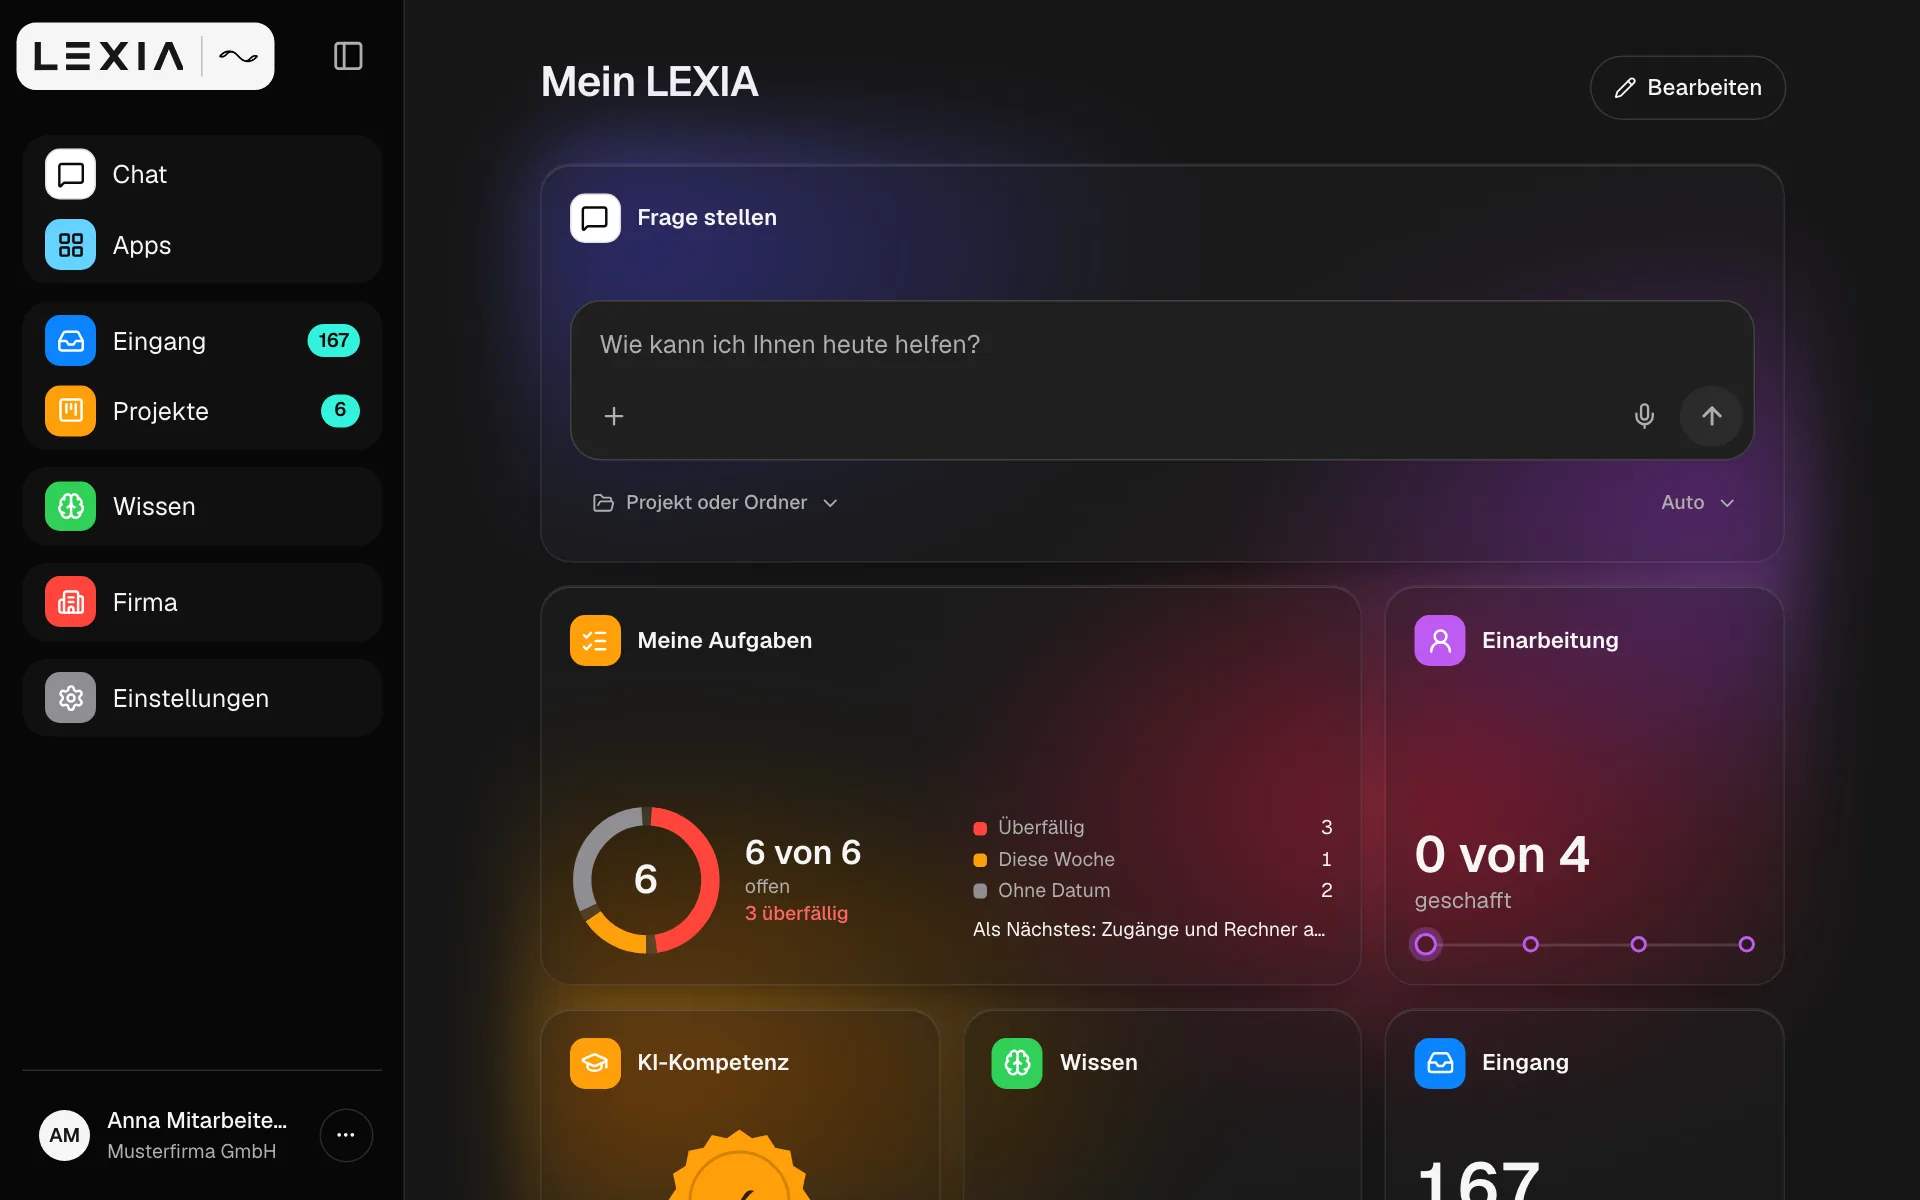 LEXIA
Chat
Apps
Eingang 167
Projekte 6
Wissen
Firma
Einstellungen
AM
Anna Mitarbeite...
Musterfirma GmbH
Mein LEXIA
Bearbeiten
Frage stellen
Wie kann ich Ihnen heute helfen?
Projekt oder Ordner
Auto
Meine Aufgaben
6
6 von 6
offen
3 überfällig
Überfällig 3
Diese Woche 1
Ohne Datum 2
Als Nächstes: Zugänge und Rechner a...
Einarbeitung
0 von 4
geschafft
KI-Kompetenz
Wissen
Eingang
167